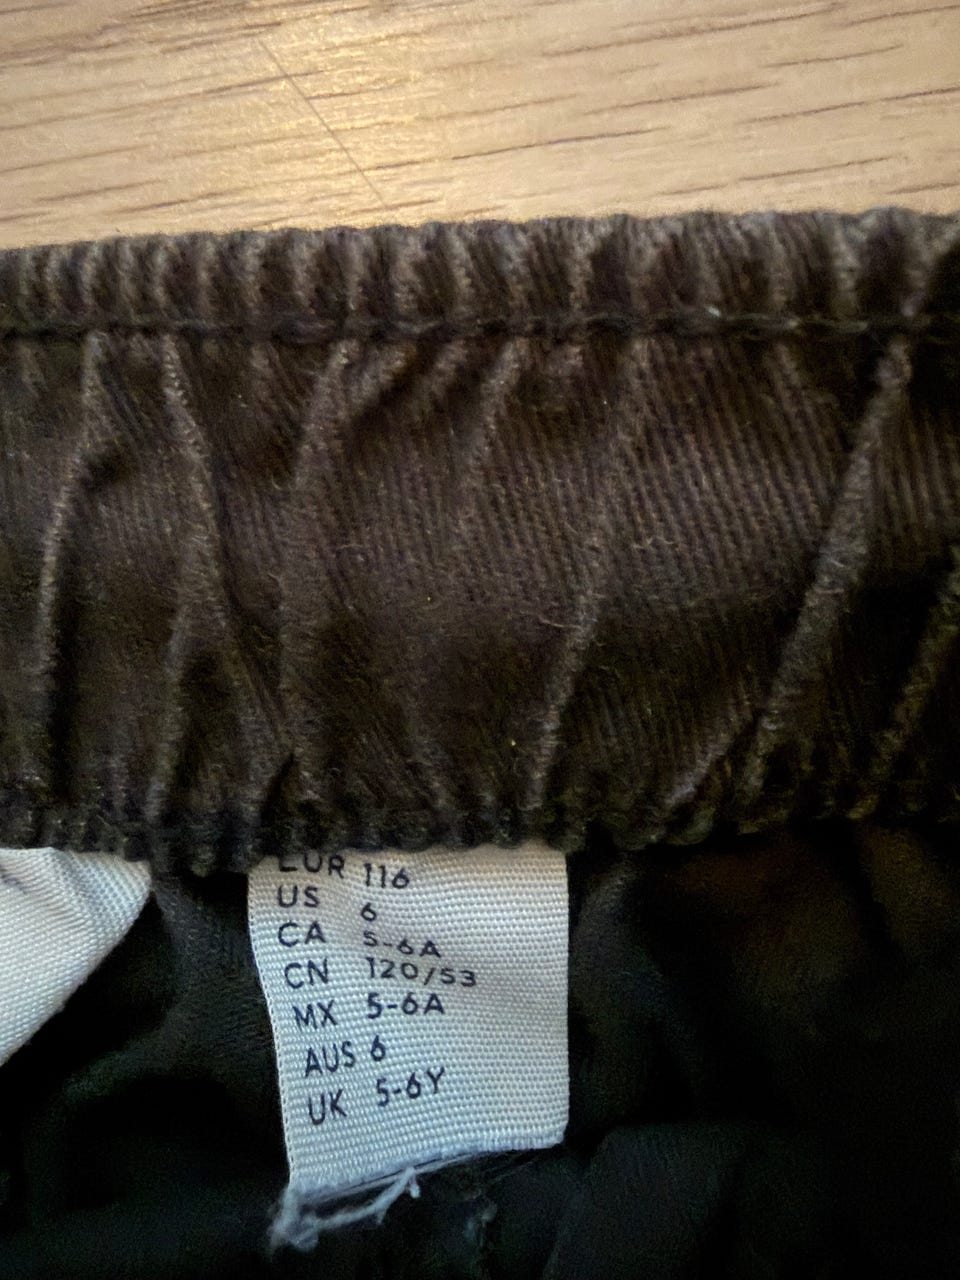 EUR 116
US 6
CA 5-6A
CN 120/53
MX 5-6A
AUS 6
UK 5-6Y